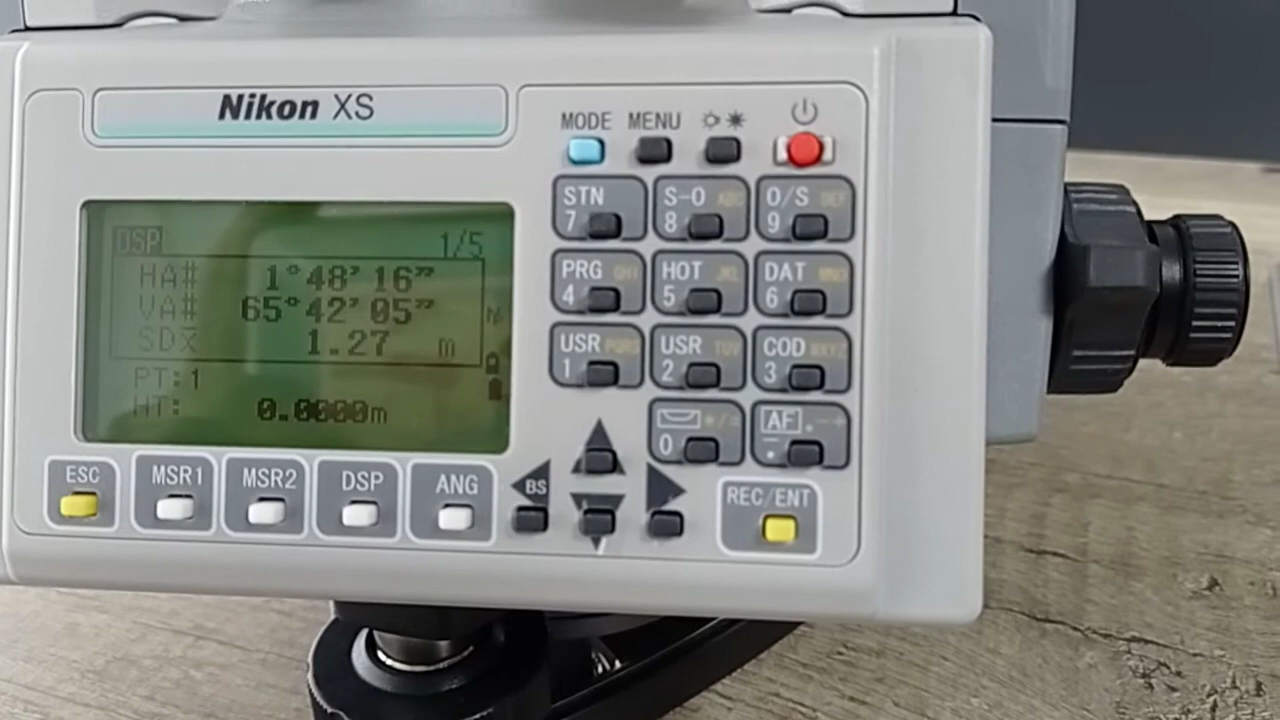 Nikon XS
MODE MENU
DSP 1/5
HA# 1°48'16"
VA# 65°42'05"
SDx̅ 1.27 m
PT:1
HT: 0.0000m
STN 7
S-O ABC 8
O/S DEF 9
PRG GHI 4
HOT JKL 5
DAT MNO 6
USR PQRS 1
USR TUV 2
COD WXYZ 3
*/= 0
AF .-+
ESC MSR1 MSR2 DSP ANG
BS
REC/ENT